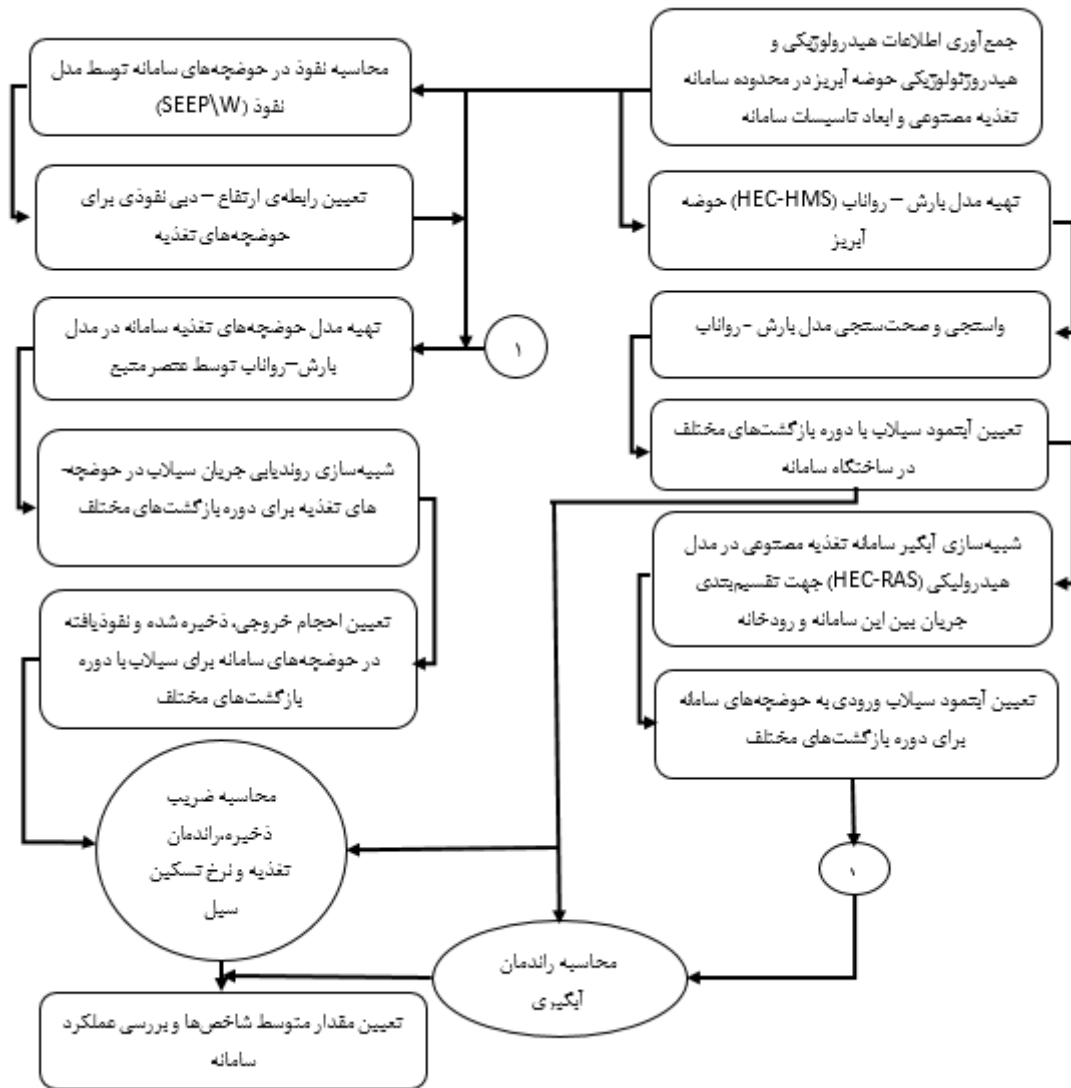 جمع‌آوری اطلاعات هیدرولوژیکی و
هیدروژئولوژیکی حوضه آبریز در محدوده سامانه
تغذیه مصنوعی و ابعاد تاسیسات سامانه
تهیه مدل بارش – رواناب (HEC-HMS) حوضه
آبریز
واسنجی و صحت‌سنجی مدل بارش - رواناب
تعیین آبنمود سیلاب با دوره بازگشت‌های مختلف
در ساختگاه سامانه
شبیه‌سازی آبگیر سامانه تغذیه مصنوعی در مدل
هیدرولیکی (HEC-RAS) جهت تقسیم‌بندی
جریان بین این سامانه و رودخانه
تعیین آبنمود سیلاب ورودی به حوضچه‌های سامانه
برای دوره بازگشت‌های مختلف
۱
محاسبه نفوذ در حوضچه‌های سامانه توسط مدل
نفوذ (SEEP\W)
تعیین رابطه‌ی ارتفاع – دبی نفوذی برای
حوضچه‌های تغذیه
۱
تهیه مدل حوضچه‌های تغذیه سامانه در مدل
بارش–رواناب توسط عنصر منبع
شبیه‌سازی روندیابی جریان سیلاب در حوضچه-
های تغذیه برای دوره بازگشت‌های مختلف
تعیین احجام خروجی، ذخیره شده و نفوذیافته
در حوضچه‌های سامانه برای سیلاب با دوره
بازگشت‌های مختلف
محاسبه ضریب
ذخیره،راندمان
تغذیه و نرخ تسکین
سیل
محاسبه راندمان
آبگیری
تعیین مقدار متوسط شاخص‌ها و بررسی عملکرد
سامانه